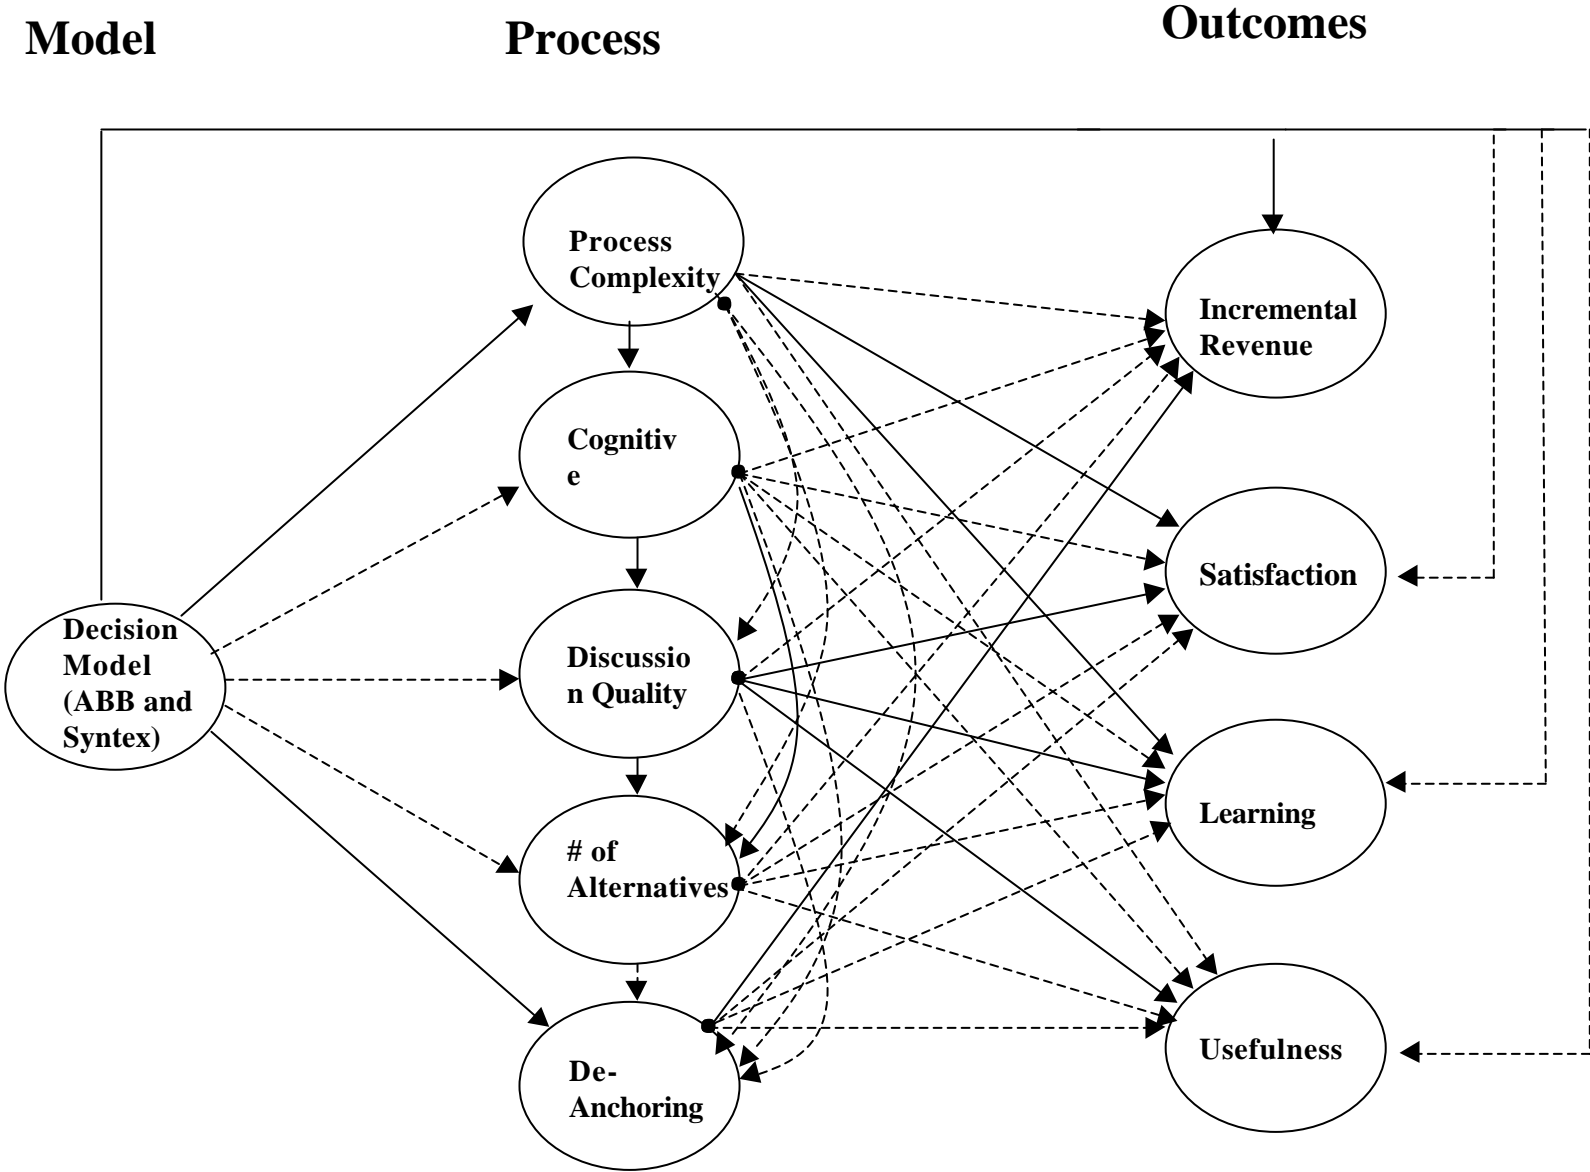 Model
Process
Outcomes
Process
Complexity
Incremental
Revenue
Cognitiv
e
Satisfaction
Decision
Model
(ABB and
Syntex)
Discussio
n Quality
Learning
# of
Alternatives
Usefulness
De-
Anchoring